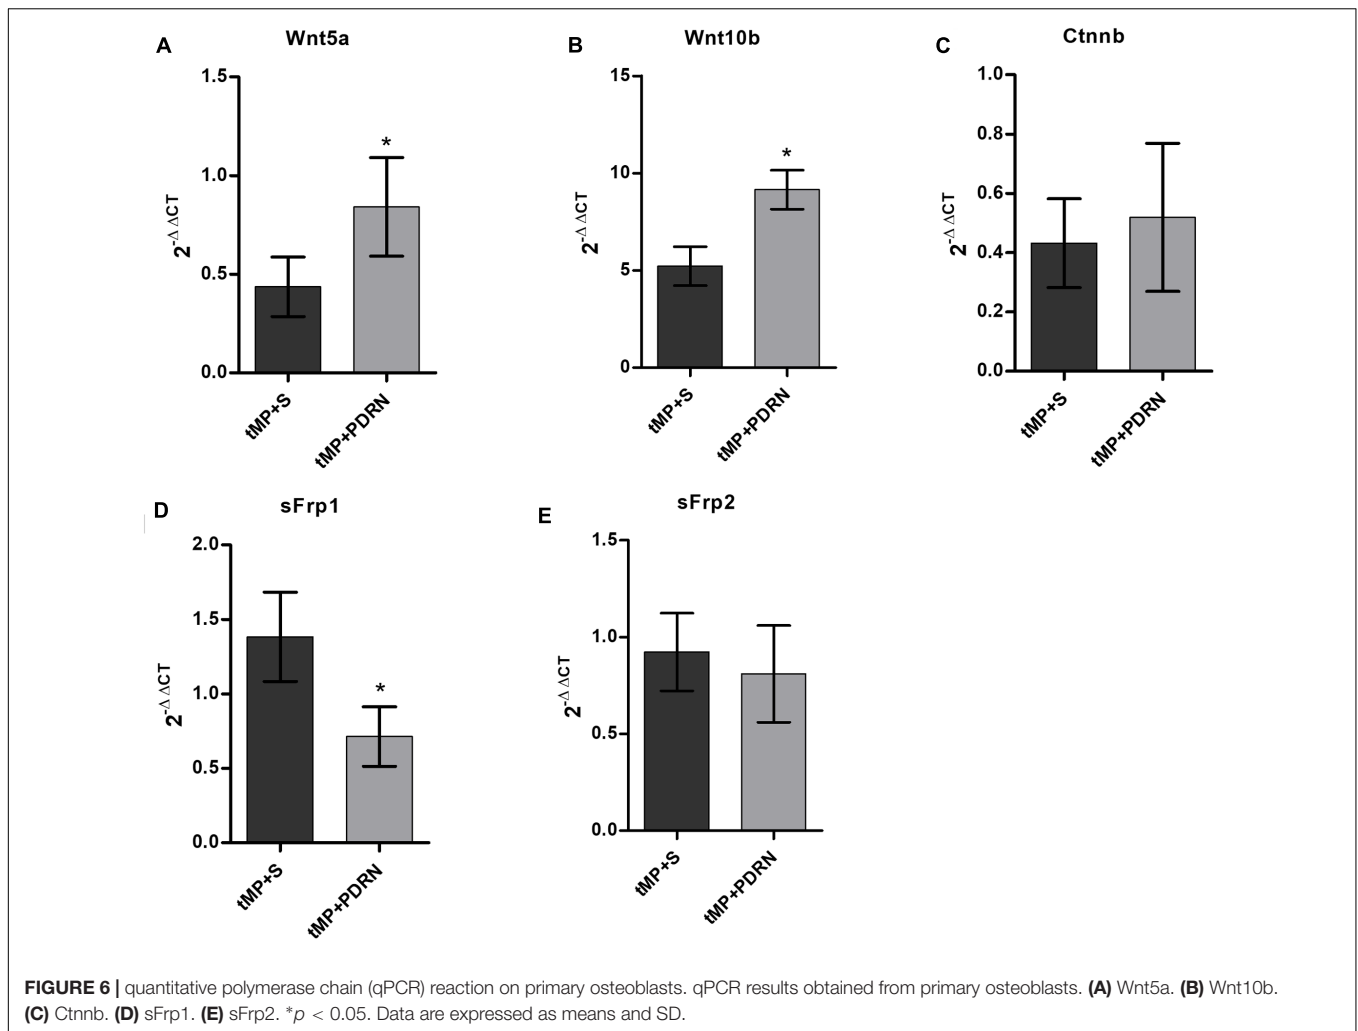 A
Wnt5a
1.5
1.0
0.5
0.0
2^-Δ ΔCT
*
tMP+S
tMP+PDRN
B
Wnt10b
15
10
5
0
2^-Δ ΔCT
*
tMP+S
tMP+PDRN
C
Ctnnb
1.0
0.8
0.6
0.4
0.2
0.0
2^-Δ ΔCT
tMP+S
tMP+PDRN
D
sFrp1
2.0
1.5
1.0
0.5
0.0
2^-Δ ΔCT
*
tMP+S
tMP+PDRN
E
sFrp2
1.5
1.0
0.5
0.0
2^-Δ ΔCT
tMP+S
tMP+PDRN
FIGURE 6 | quantitative polymerase chain (qPCR) reaction on primary osteoblasts. qPCR results obtained from primary osteoblasts. (A) Wnt5a. (B) Wnt10b.
(C) Ctnnb. (D) sFrp1. (E) sFrp2. *p < 0.05. Data are expressed as means and SD.